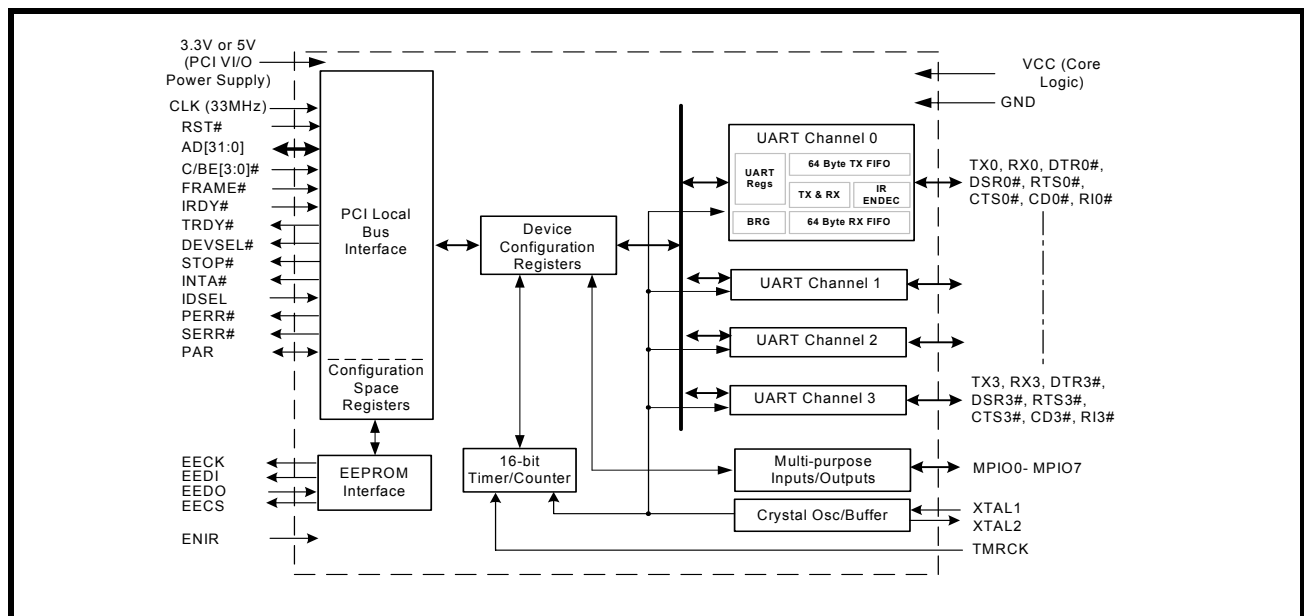 3.3V or 5V
(PCI VI/O
Power Supply)
CLK (33MHz)
RST#
AD[31:0]
C/BE[3:0]#
FRAME#
IRDY#
TRDY#
DEVSEL#
STOP#
INTA#
IDSEL
PERR#
SERR#
PAR
EECK
EEDI
EEDO
EECS
ENIR
PCI Local
Bus
Interface
Configuration
Space
Registers
EEPROM
Interface
Device
Configuration
Registers
16-bit
Timer/Counter
UART Channel 0
UART
Regs
64 Byte TX FIFO
TX & RX
IR
ENDEC
BRG
64 Byte RX FIFO
UART Channel 1
UART Channel 2
UART Channel 3
Multi-purpose
Inputs/Outputs
Crystal Osc/Buffer
VCC (Core
Logic)
GND
TX0, RX0, DTR0#,
DSR0#, RTS0#,
CTS0#, CD0#, RI0#
TX3, RX3, DTR3#,
DSR3#, RTS3#,
CTS3#, CD3#, RI3#
MPIO0- MPIO7
XTAL1
XTAL2
TMRCK